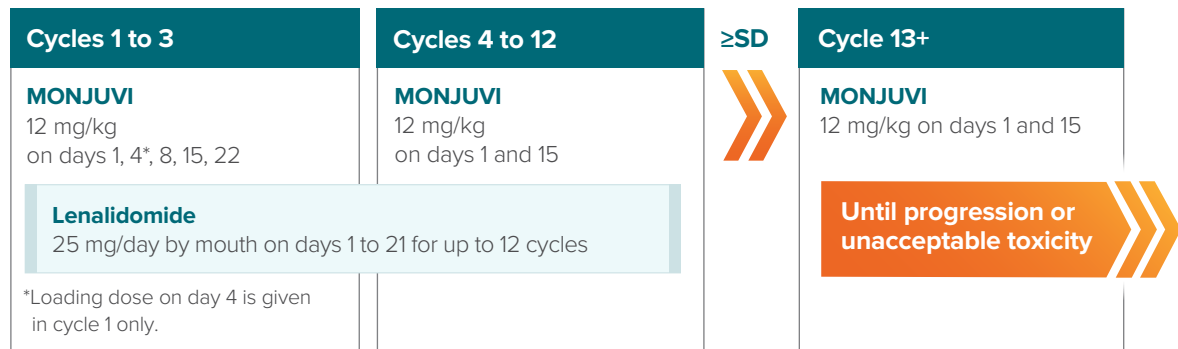 Cycles 1 to 3
MONJUVI
12 mg/kg
on days 1, 4*, 8, 15, 22
Cycles 4 to 12
MONJUVI
12 mg/kg
on days 1 and 15
Lenalidomide
25 mg/day by mouth on days 1 to 21 for up to 12 cycles
*Loading dose on day 4 is given
in cycle 1 only.
≥SD
Cycle 13+
MONJUVI
12 mg/kg on days 1 and 15
Until progression or
unacceptable toxicity